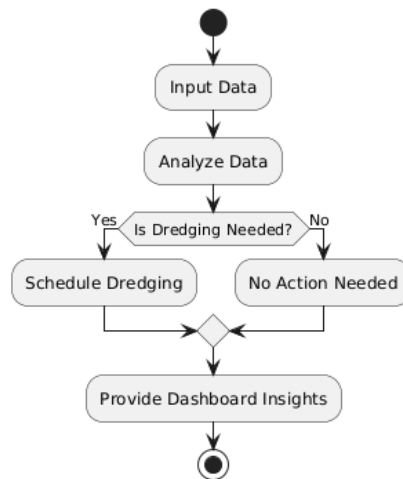 Input Data
Analyze Data
Yes
Is Dredging Needed?
No
Schedule Dredging
No Action Needed
Provide Dashboard Insights